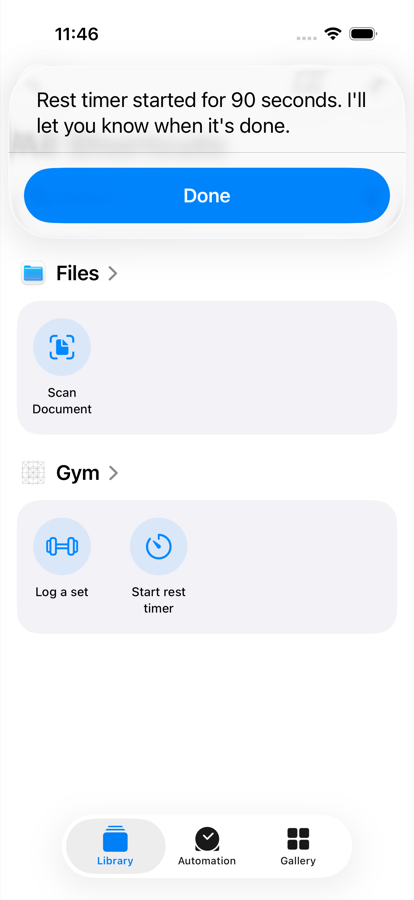 11:46
Rest timer started for 90 seconds. I'll
let you know when it's done.
Done
Files
Scan
Document
Gym
Log a set
Start rest
timer
Library
Automation
Gallery